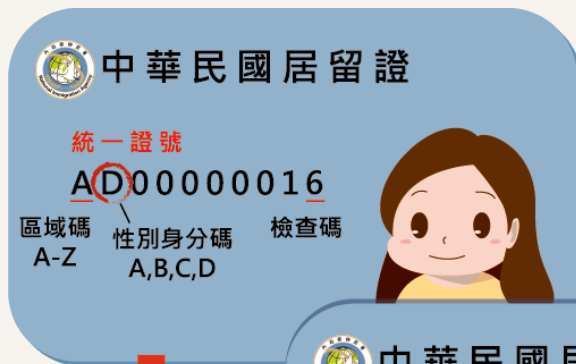 中華民國居留證
統一證號
AD00000016
區域碼
A-Z
性別身分碼
A,B,C,D
檢查碼
中華民國居